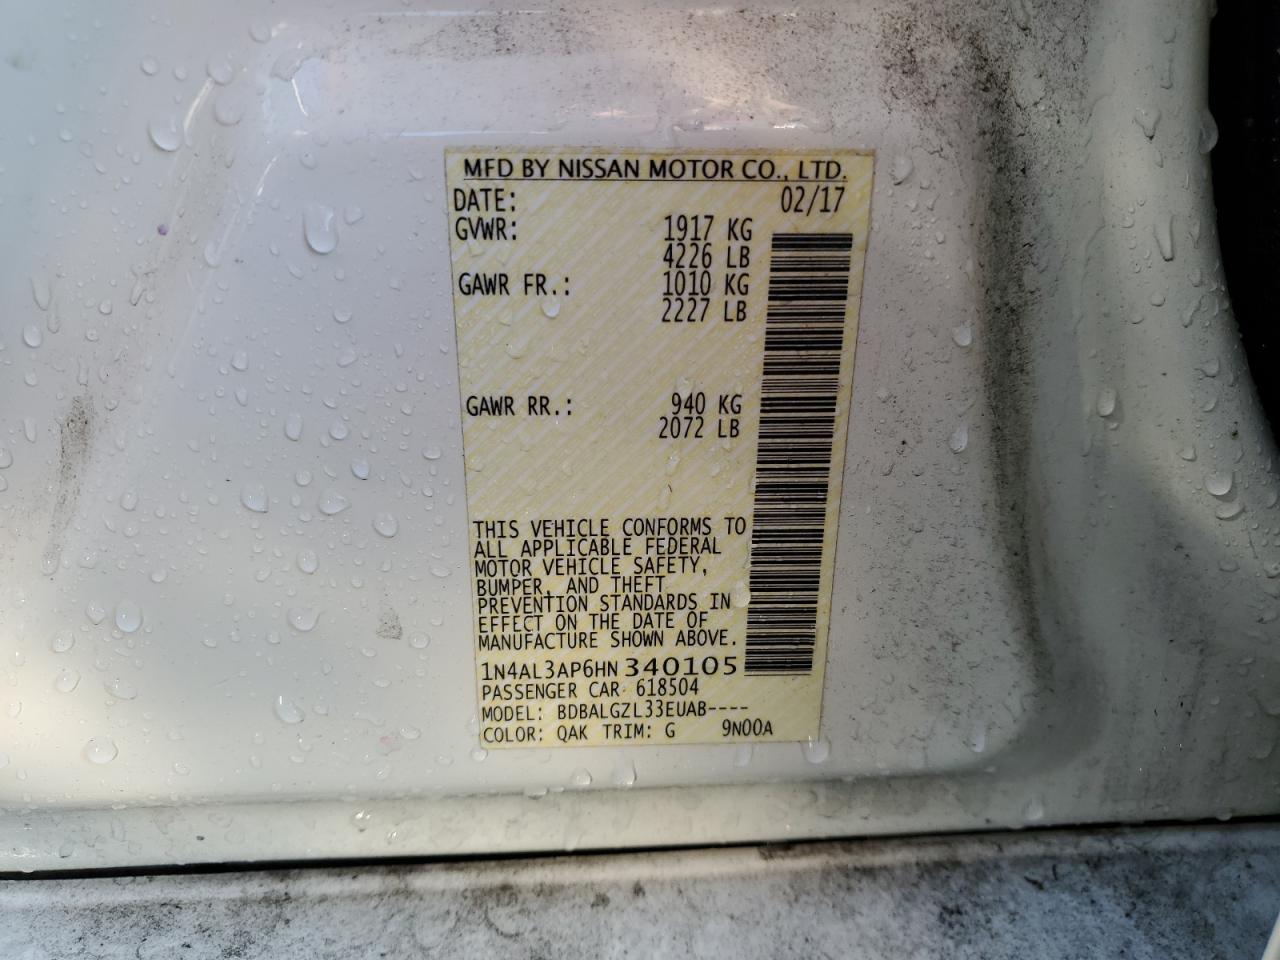 MFD BY NISSAN MOTOR CO., LTD.
DATE: 02/17
GVWR: 1917 KG
4226 LB
GAWR FR.: 1010 KG
2227 LB
GAWR RR.: 940 KG
2072 LB
THIS VEHICLE CONFORMS TO
ALL APPLICABLE FEDERAL
MOTOR VEHICLE SAFETY,
BUMPER, AND THEFT
PREVENTION STANDARDS IN
EFFECT ON THE DATE OF
MANUFACTURE SHOWN ABOVE.
1N4AL3AP6HN 340105
PASSENGER CAR 618504
MODEL: BDBALGZL33EUAB----
COLOR: QAK TRIM: G 9N00A